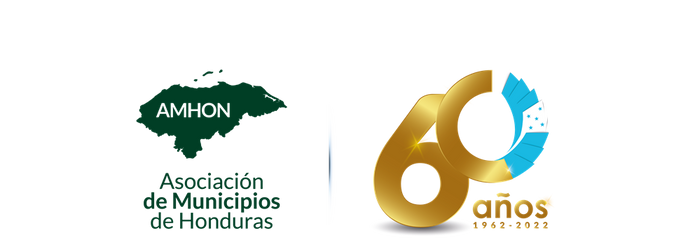 AMHON
Asociación
de Municipios
de Honduras
60
años
1962-2022